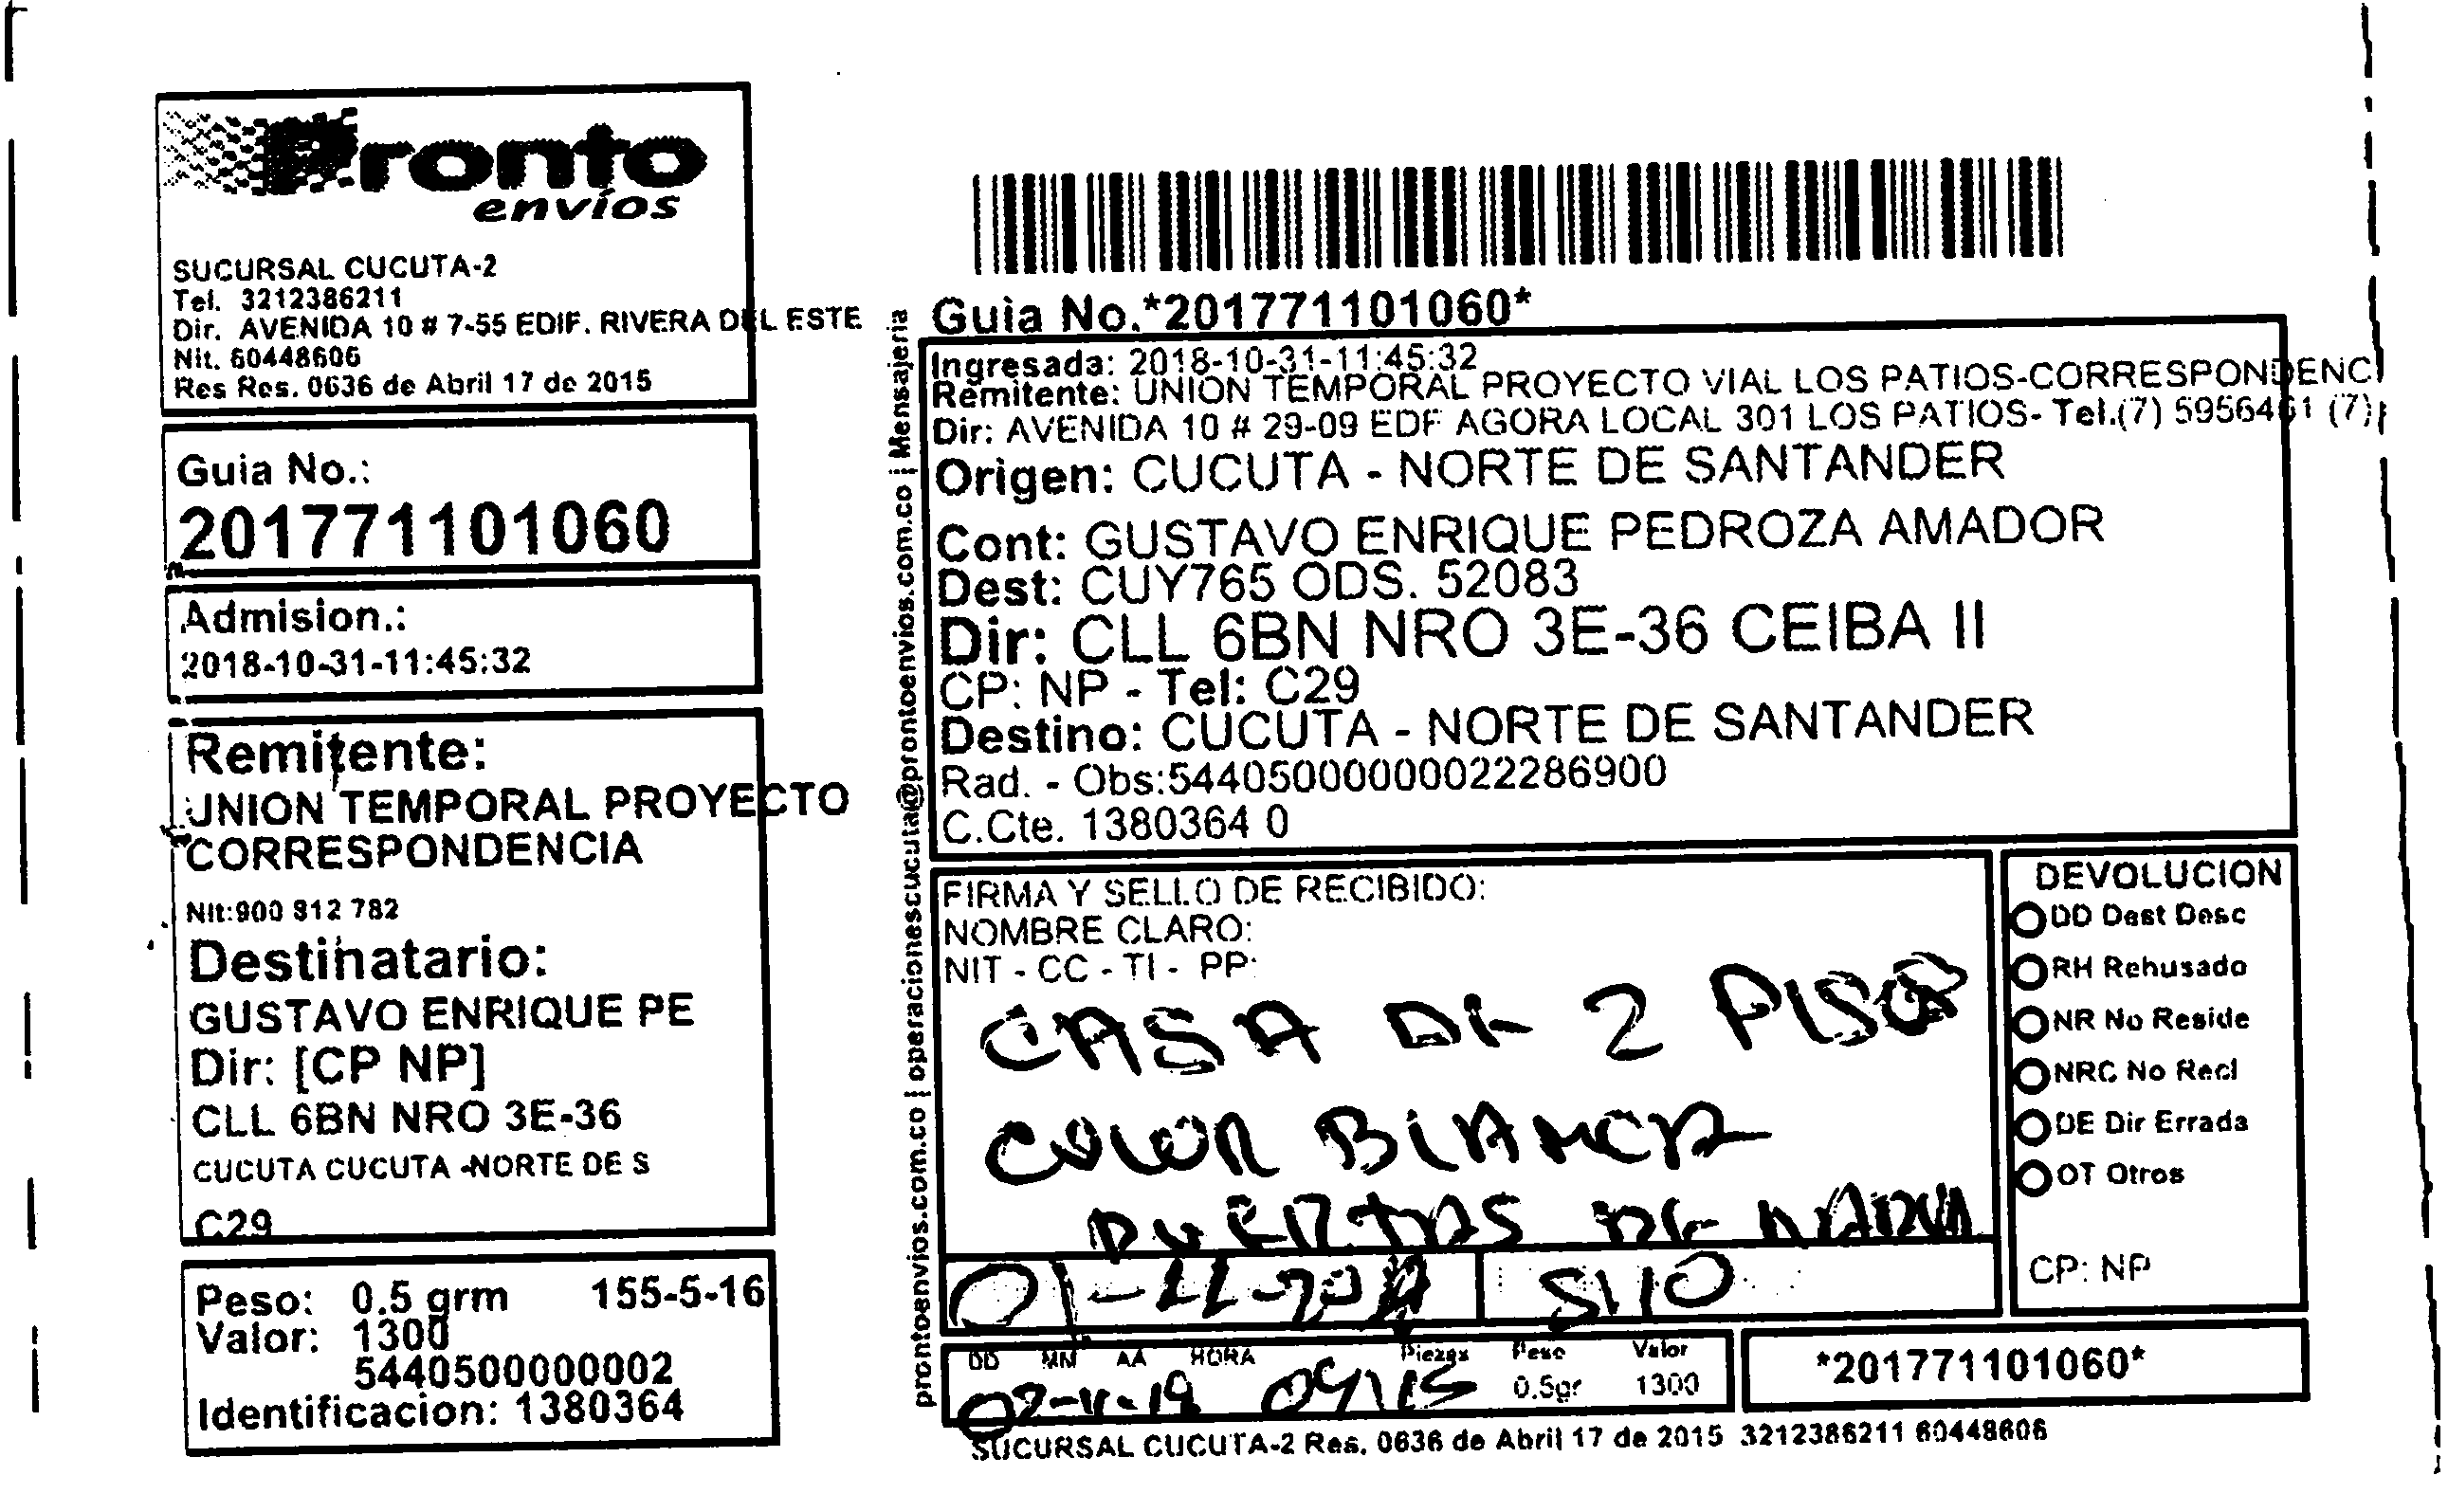 Pronto
envíos
SUCURSAL CUCUTA-2
Tel. 3212386211
Dir. AVENIDA 10 # 7-55 EDIF. RIVERA DEL ESTE
Nit. 60448606
Res Res. 0636 de Abril 17 de 2015
Guia No.:
201771101060
Admision.:
2018-10-31-11:45:32
Remitente:
UNION TEMPORAL PROYECTO
CORRESPONDENCIA
Nit:900 812 782
Destinatario:
GUSTAVO ENRIQUE PE
Dir: [CP NP]
CLL 6BN NRO 3E-36
CUCUTA CUCUTA -NORTE DE S
C29
Peso: 0.5 grm 155-5-16
Valor: 1300
5440500000002
Identificacion: 1380364
prontoenvios.com.co | operacionescucuta@prontoenvios.com.co | Mensajeria
Guia No.*201771101060*
Ingresada: 2018-10-31-11:45:32
Remitente: UNION TEMPORAL PROYECTO VIAL LOS PATIOS-CORRESPONDENCI
Dir: AVENIDA 10 # 29-09 EDF AGORA LOCAL 301 LOS PATIOS- Tel.(7) 5956461 (7)
Origen: CUCUTA - NORTE DE SANTANDER
Cont: GUSTAVO ENRIQUE PEDROZA AMADOR
Dest: CUY765 ODS. 52083
Dir: CLL 6BN NRO 3E-36 CEIBA II
CP: NP - Tel: C29
Destino: CUCUTA - NORTE DE SANTANDER
Rad. - Obs:544050000000022286900
C.Cte. 1380364 0
FIRMA Y SELLO DE RECIBIDO:
NOMBRE CLARO:
NIT - CC - TI - PP:
CASA DE 2 PISOS
COLOR BLANCA
PUERTAS DE
DEVOLUCION
DD Dest Desc
RH Rehusado
NR No Reside
NRC No Recl
DE Dir Errada
OT Otros
CP: NP
DD MM AA HORA Piezas Peso Valor
0.5gr 1300
*201771101060*
SUCURSAL CUCUTA-2 Res. 0636 de Abril 17 de 2015 3212386211 60448606